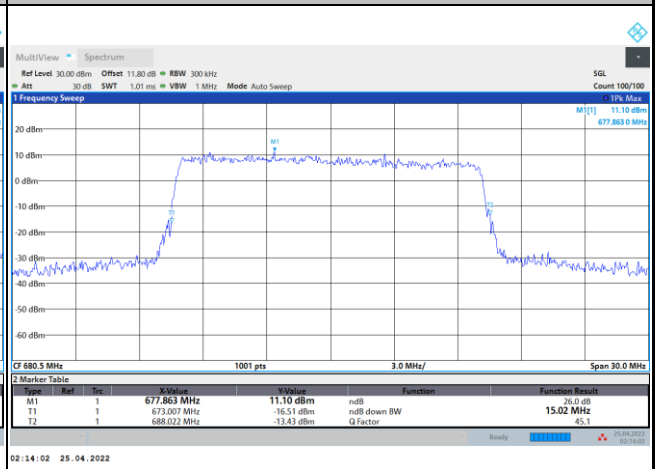 MultiView Spectrum
Ref Level 30.00 dBm Offset 11.80 dB RBW 300 kHz SGL
Att 30 dB SWT 1.01 ms VBW 1 MHz Mode Auto Sweep Count 100/100
1 Frequency Sweep 1Pk Max
M1[1] 11.10 dBm
677.863 0 MHz
20 dBm
M1
10 dBm
0 dBm
-10 dBm
T1 T2
-20 dBm
-30 dBm
-40 dBm
-50 dBm
-60 dBm
CF 680.5 MHz 1001 pts 3.0 MHz/ Span 30.0 MHz
2 Marker Table
Type Ref Trc X-Value Y-Value Function Function Result
M1 1 677.863 MHz 11.10 dBm ndB 26.0 dB
T1 1 673.007 MHz -16.51 dBm ndB down BW 15.02 MHz
T2 1 688.022 MHz -13.43 dBm Q Factor 45.1
Ready 25.04.2022
02:14:02
02:14:02 25.04.2022